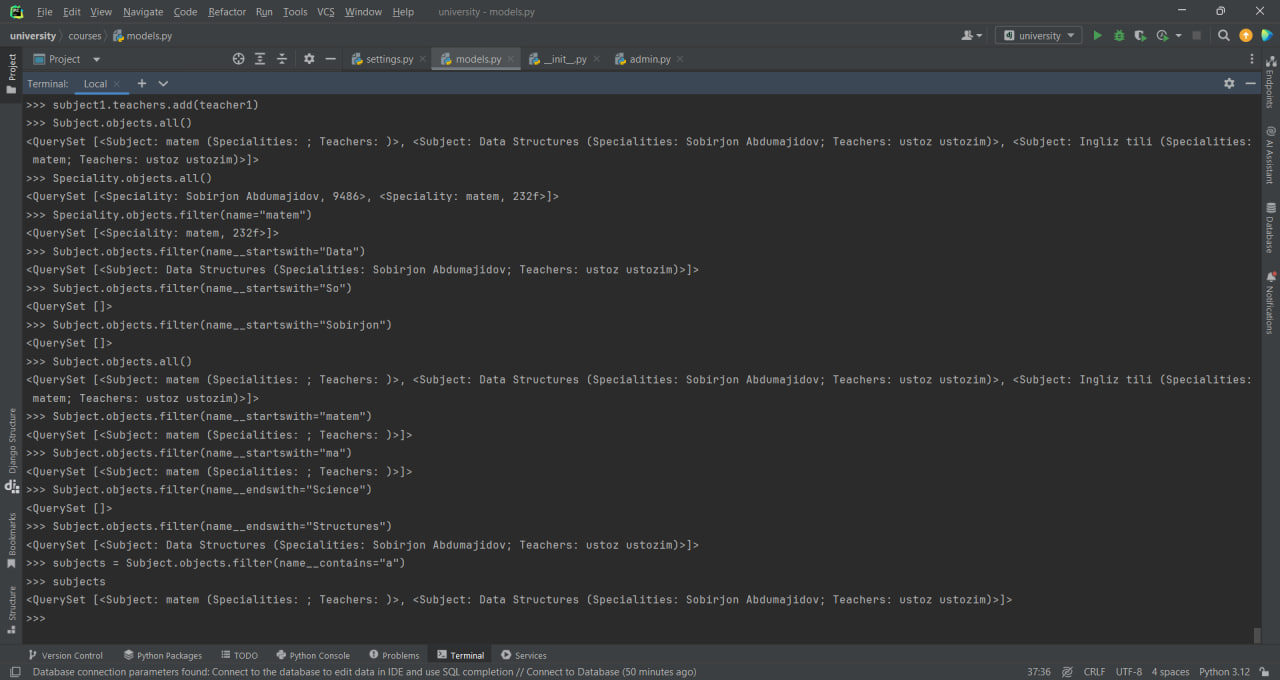 File Edit View Navigate Code Refactor Run Tools VCS Window Help university - models.py
university courses models.py university
Project settings.py models.py __init__.py admin.py
Terminal: Local
>>> subject1.teachers.add(teacher1)
>>> Subject.objects.all()
<QuerySet [<Subject: matem (Specialities: ; Teachers: )>, <Subject: Data Structures (Specialities: Sobirjon Abdumajidov; Teachers: ustoz ustozim)>, <Subject: Ingliz tili (Specialities:
matem; Teachers: ustoz ustozim)>]>
>>> Speciality.objects.all()
<QuerySet [<Speciality: Sobirjon Abdumajidov, 9486>, <Speciality: matem, 232f>]>
>>> Speciality.objects.filter(name="matem")
<QuerySet [<Speciality: matem, 232f>]>
>>> Subject.objects.filter(name__startswith="Data")
<QuerySet [<Subject: Data Structures (Specialities: Sobirjon Abdumajidov; Teachers: ustoz ustozim)>]>
>>> Subject.objects.filter(name__startswith="So")
<QuerySet []>
>>> Subject.objects.filter(name__startswith="Sobirjon")
<QuerySet []>
>>> Subject.objects.all()
<QuerySet [<Subject: matem (Specialities: ; Teachers: )>, <Subject: Data Structures (Specialities: Sobirjon Abdumajidov; Teachers: ustoz ustozim)>, <Subject: Ingliz tili (Specialities:
matem; Teachers: ustoz ustozim)>]>
>>> Subject.objects.filter(name__startswith="matem")
<QuerySet [<Subject: matem (Specialities: ; Teachers: )>]>
>>> Subject.objects.filter(name__startswith="ma")
<QuerySet [<Subject: matem (Specialities: ; Teachers: )>]>
>>> Subject.objects.filter(name__endswith="Science")
<QuerySet []>
>>> Subject.objects.filter(name__endswith="Structures")
<QuerySet [<Subject: Data Structures (Specialities: Sobirjon Abdumajidov; Teachers: ustoz ustozim)>]>
>>> subjects = Subject.objects.filter(name__contains="a")
>>> subjects
<QuerySet [<Subject: matem (Specialities: ; Teachers: )>, <Subject: Data Structures (Specialities: Sobirjon Abdumajidov; Teachers: ustoz ustozim)>]>
>>>
Project
Django Structure
dj
Bookmarks
Structure
Endpoints
AI Assistant
Database
Notifications
Version Control Python Packages TODO Python Console Problems Terminal Services
Database connection parameters found: Connect to the database to edit data in IDE and use SQL completion // Connect to Database (50 minutes ago) 37:36 CRLF UTF-8 4 spaces Python 3.12